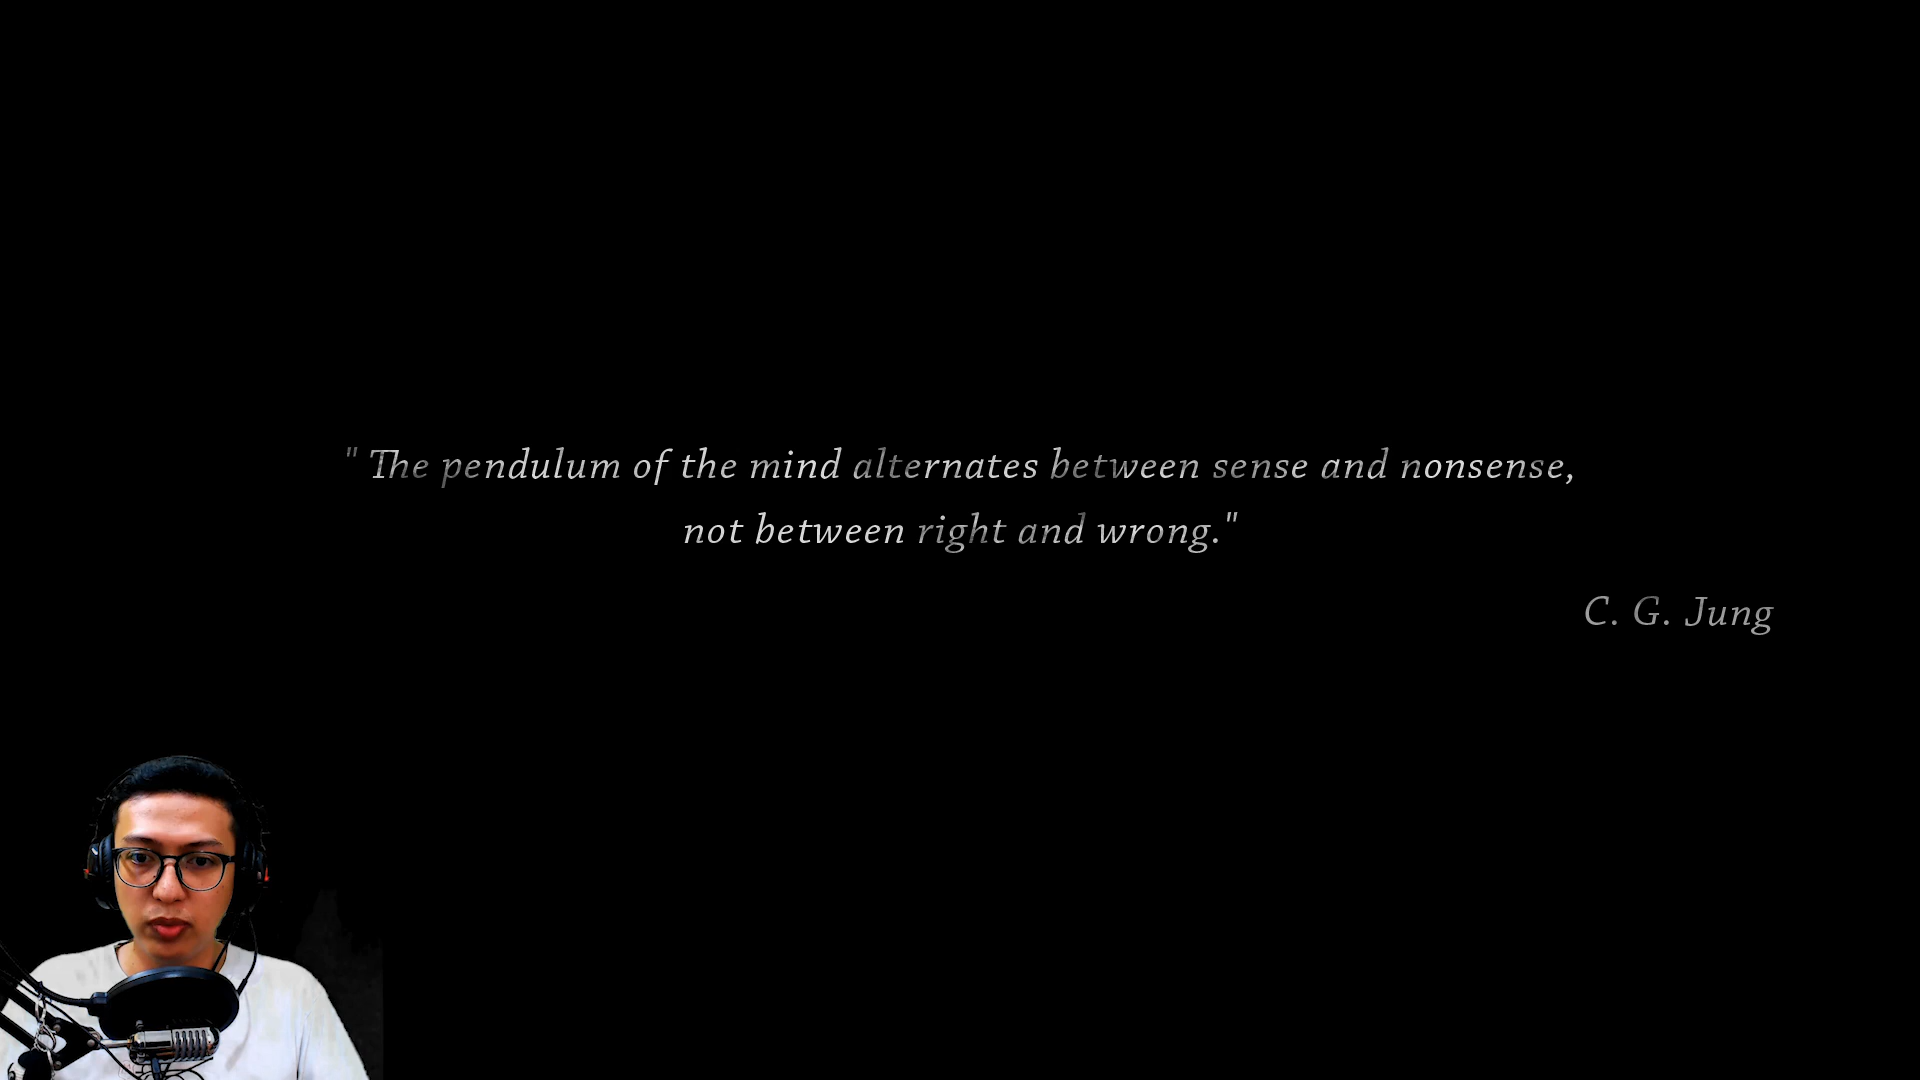 " The pendulum of the mind alternates between sense and nonsense,
not between right and wrong."
C. G. Jung